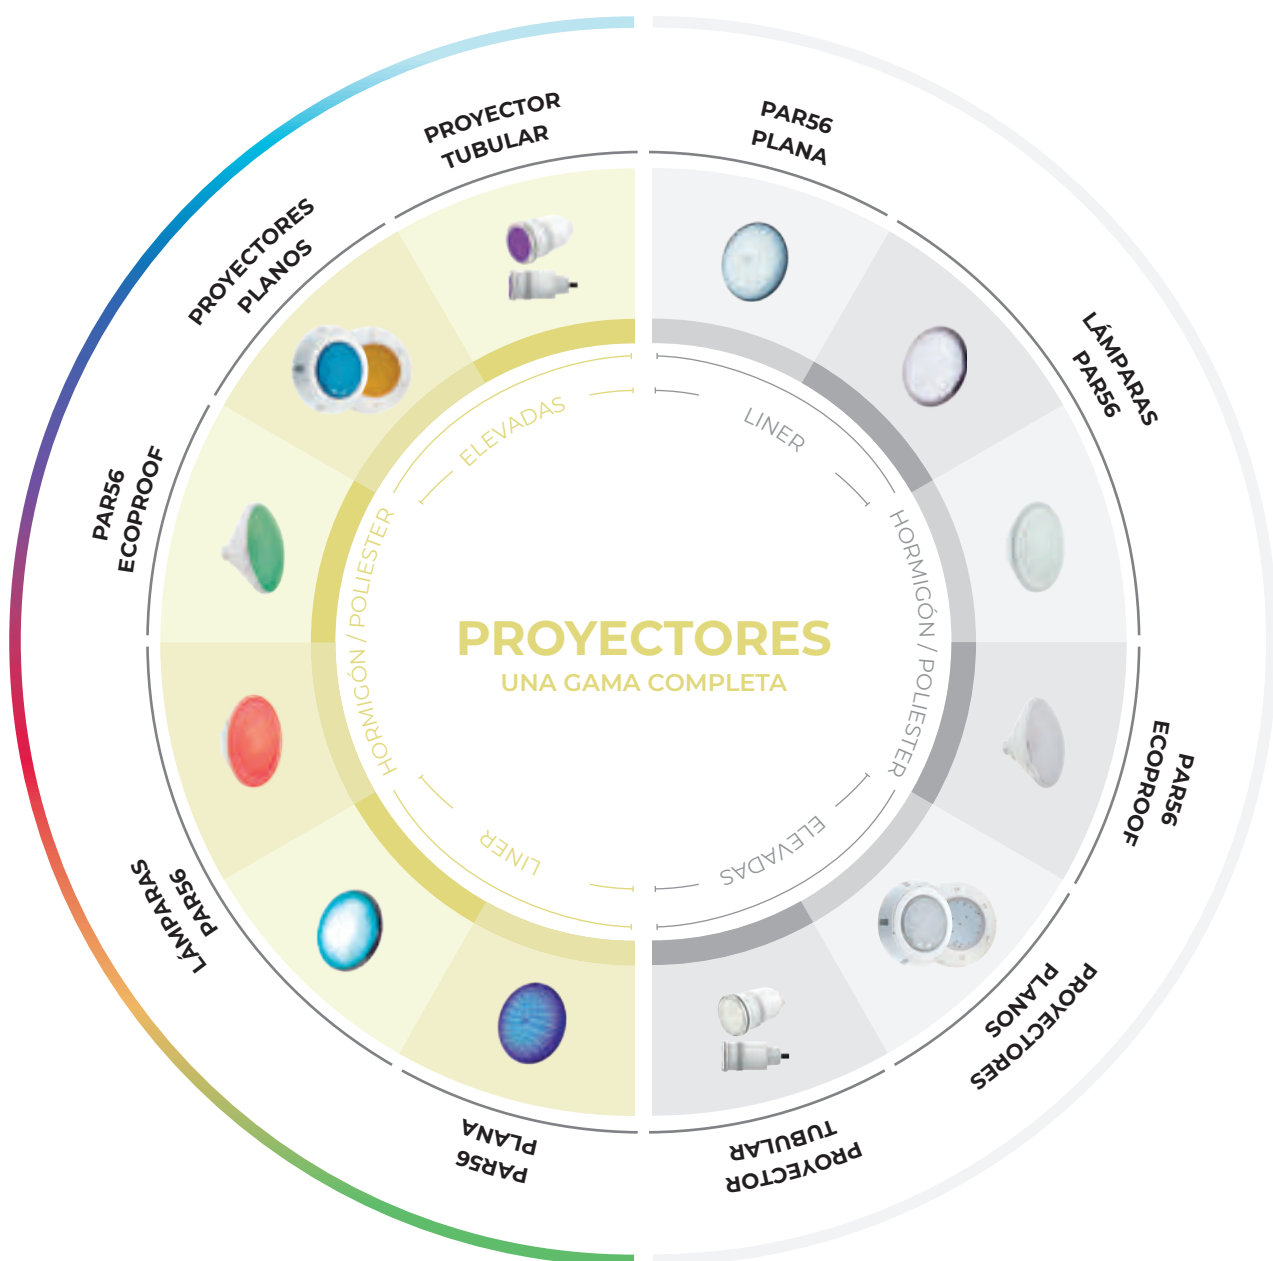 PROYECTOR
TUBULAR
PAR56
PLANA
PROYECTORES
PLANOS
LÁMPARAS
PAR56
PAR56
ECOPROOF
PAR56
ECOPROOF
LÁMPARAS
PAR56
PROYECTORES
PLANOS
PAR56
PLANA
PROYECTOR
TUBULAR
ELEVADAS
LINER
HORMIGÓN / POLIESTER
HORMIGÓN / POLIESTER
PROYECTORES
UNA GAMA COMPLETA
LINER
ELEVADAS